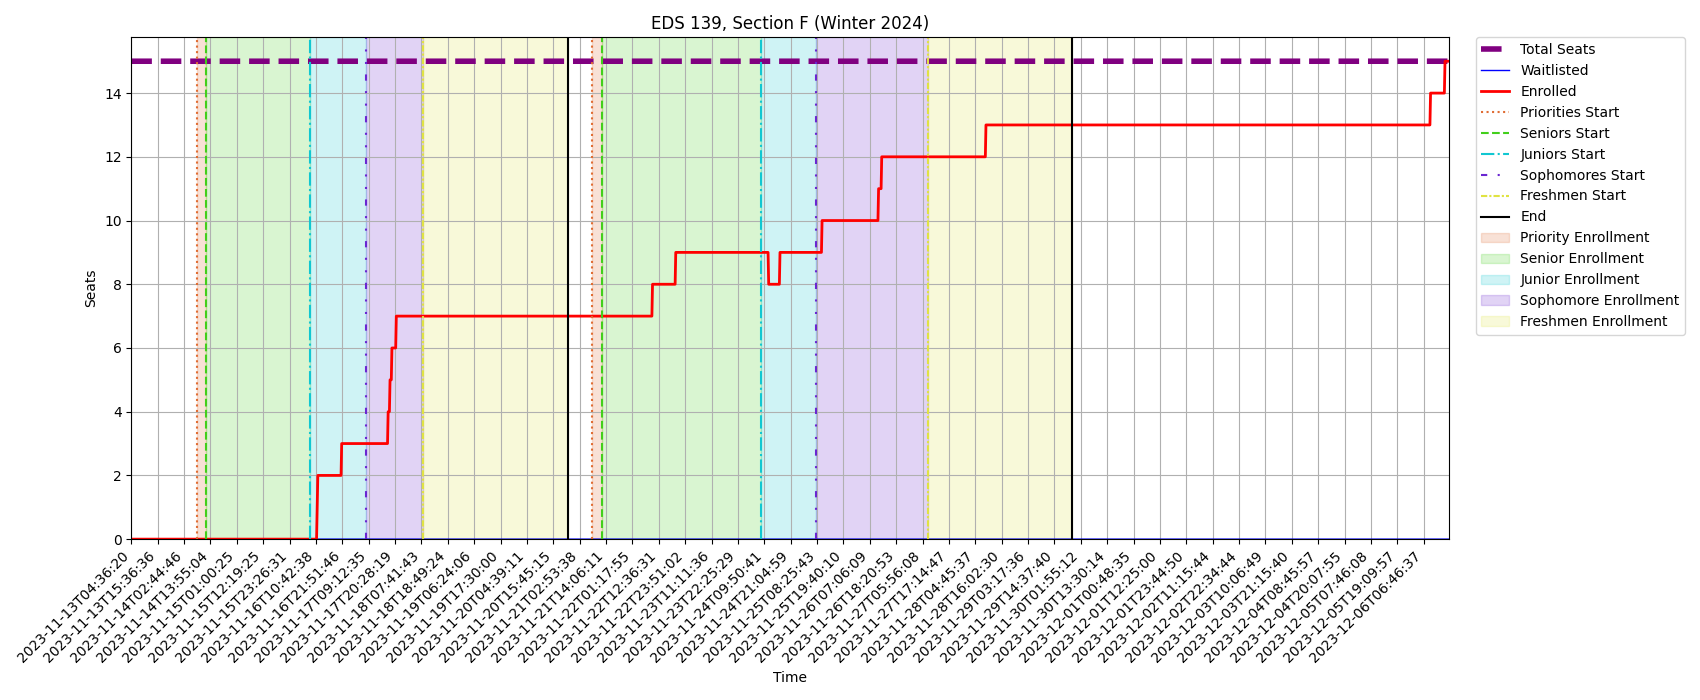 EDS 139, Section F (Winter 2024)
Seats
14
12
10
8
6
4
2
0
2023-11-13T04:36:20
2023-11-13T15:36:36
2023-11-14T02:44:46
2023-11-14T13:55:04
2023-11-15T01:00:25
2023-11-15T12:19:25
2023-11-15T23:26:31
2023-11-16T10:42:38
2023-11-16T21:51:46
2023-11-17T09:12:35
2023-11-17T20:28:19
2023-11-18T07:41:43
2023-11-18T18:49:24
2023-11-19T06:24:06
2023-11-19T17:30:00
2023-11-20T04:39:11
2023-11-20T15:45:15
2023-11-21T02:53:38
2023-11-21T14:06:11
2023-11-22T01:17:55
2023-11-22T12:36:31
2023-11-22T23:51:02
2023-11-23T11:11:36
2023-11-23T22:25:29
2023-11-24T09:50:41
2023-11-24T21:04:59
2023-11-25T08:25:43
2023-11-25T19:40:10
2023-11-26T07:06:09
2023-11-26T18:20:53
2023-11-27T05:56:08
2023-11-27T17:14:47
2023-11-28T04:45:37
2023-11-28T16:02:30
2023-11-29T03:17:36
2023-11-29T14:37:40
2023-11-30T01:55:12
2023-11-30T13:30:14
2023-12-01T00:48:35
2023-12-01T12:25:00
2023-12-01T23:44:50
2023-12-02T11:15:44
2023-12-02T22:34:44
2023-12-03T10:06:49
2023-12-03T21:15:40
2023-12-04T08:45:57
2023-12-04T20:07:55
2023-12-05T07:46:08
2023-12-05T19:09:57
2023-12-06T06:46:37
Time
Total Seats
Waitlisted
Enrolled
Priorities Start
Seniors Start
Juniors Start
Sophomores Start
Freshmen Start
End
Priority Enrollment
Senior Enrollment
Junior Enrollment
Sophomore Enrollment
Freshmen Enrollment